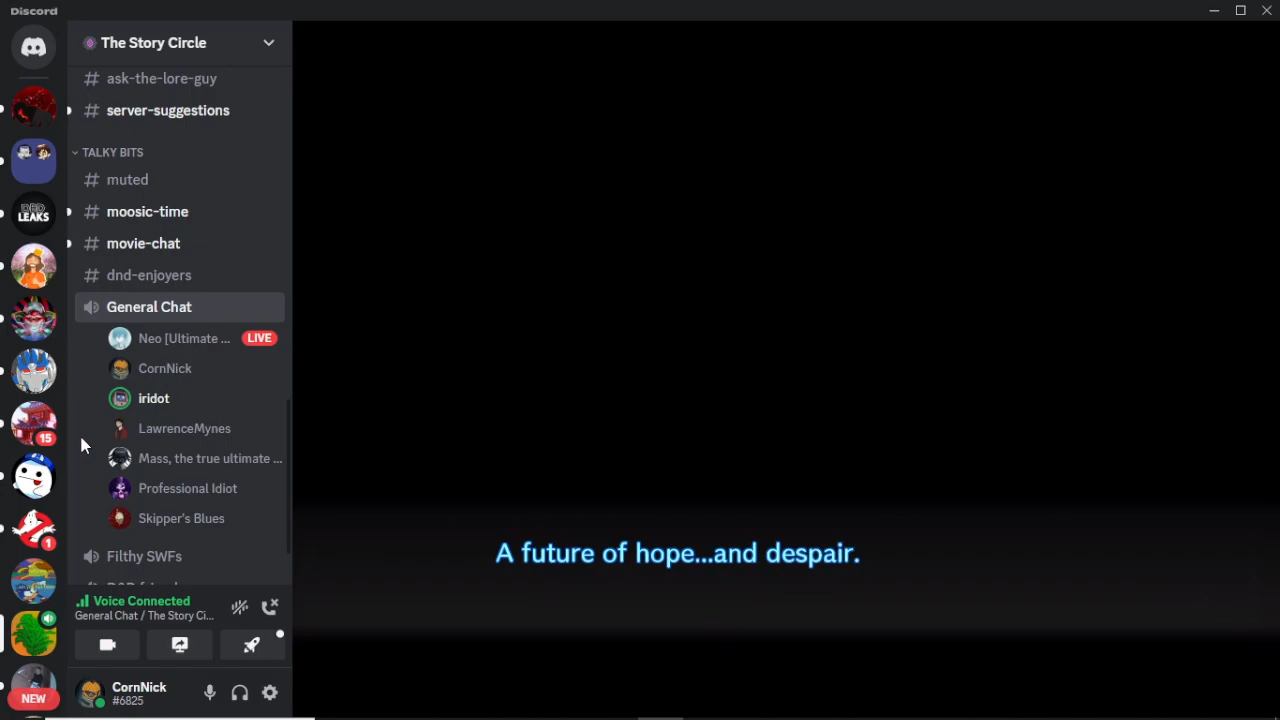 Discord
The Story Circle
# ask-the-lore-guy
# server-suggestions
TALKY BITS
# muted
# moosic-time
# movie-chat
# dnd-enjoyers
General Chat
Neo [Ultimate ... LIVE
CornNick
iridot
LawrenceMynes
Mass, the true ultimate ...
Professional Idiot
Skipper's Blues
Filthy SWFs
DBD LEAKS
15
1
NEW
Voice Connected
General Chat / The Story Ci...
CornNick
#6825
A future of hope...and despair.